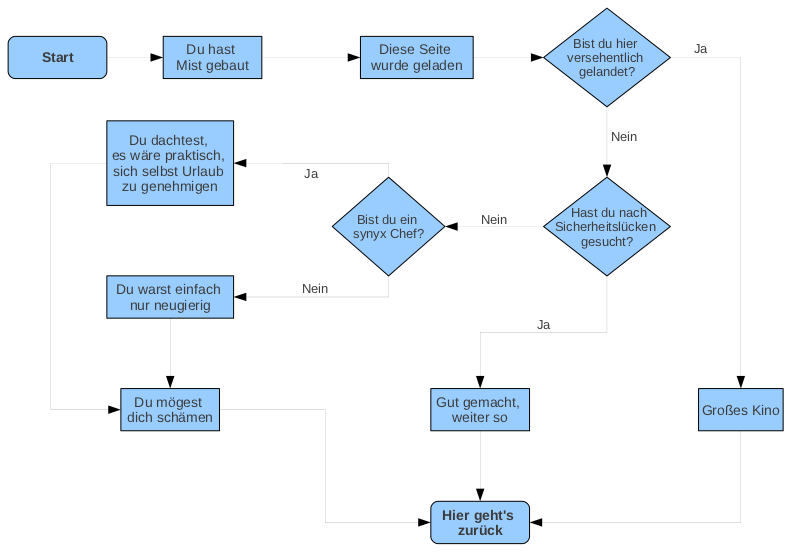 Start
Du hast
Mist gebaut
Diese Seite
wurde geladen
Bist du hier
versehentlich
gelandet?
Ja
Nein
Du dachtest,
es wäre praktisch,
sich selbst Urlaub
zu genehmigen
Ja
Bist du ein
synyx Chef?
Nein
Hast du nach
Sicherheitslücken
gesucht?
Du warst einfach
nur neugierig
Nein
Ja
Du mögest
dich schämen
Gut gemacht,
weiter so
Großes Kino
Hier geht's
zurück